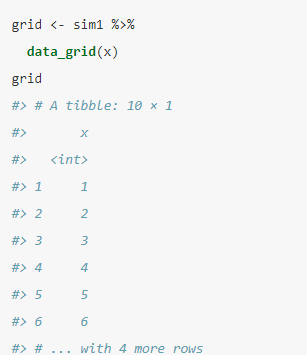 grid <- sim1 %>%
  data_grid(x)
grid
#> # A tibble: 10 × 1
#>       x
#>   <int>
#> 1     1
#> 2     2
#> 3     3
#> 4     4
#> 5     5
#> 6     6
#> # ... with 4 more rows